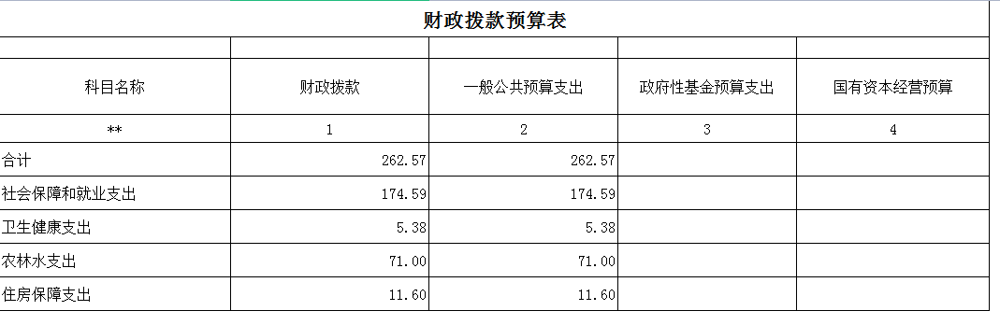 财政拨款预算表
科目名称 财政拨款 一般公共预算支出 政府性基金预算支出 国有资本经营预算
** 1 2 3 4
合计 262.57 262.57
社会保障和就业支出 174.59 174.59
卫生健康支出 5.38 5.38
农林水支出 71.00 71.00
住房保障支出 11.60 11.60